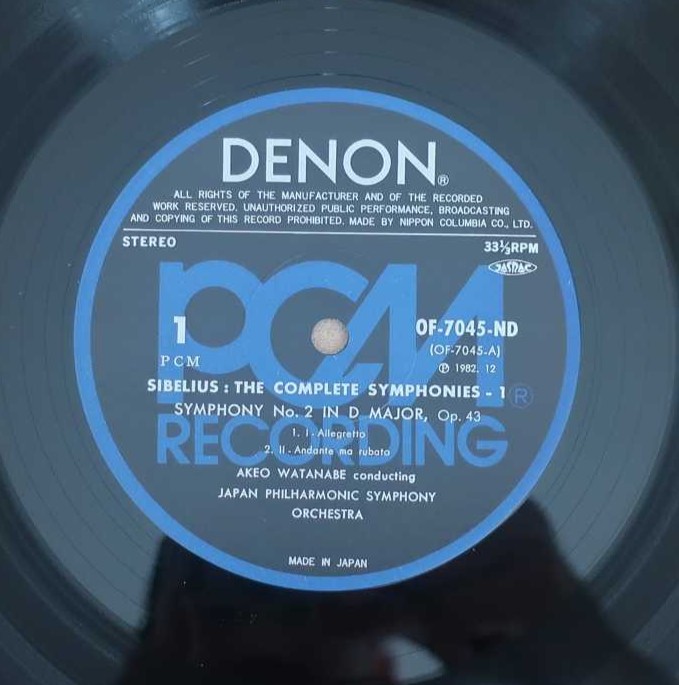 DENON®
ALL RIGHTS OF THE MANUFACTURER AND OF THE RECORDED
WORK RESERVED. UNAUTHORIZED PUBLIC PERFORMANCE, BROADCASTING
AND COPYING OF THIS RECORD PROHIBITED. MADE BY NIPPON COLUMBIA CO., LTD.
STEREO 33⅓RPM
JASRAC
PCM
RECORDING®
1 OF-7045-ND
PCM (OF-7045-A)
℗ 1982. 12
SIBELIUS : THE COMPLETE SYMPHONIES - 1
SYMPHONY No. 2 IN D MAJOR, Op. 43
1. I - Allegretto
2. II - Andante ma rubato
AKEO WATANABE conducting
JAPAN PHILHARMONIC SYMPHONY
ORCHESTRA
MADE IN JAPAN